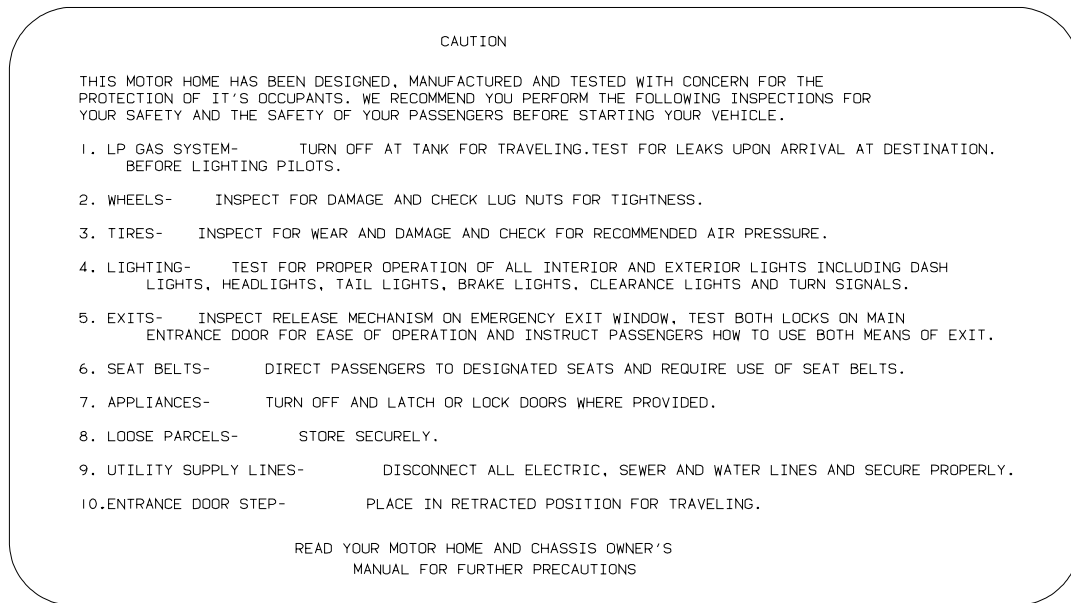 CAUTION
THIS MOTOR HOME HAS BEEN DESIGNED, MANUFACTURED AND TESTED WITH CONCERN FOR THE
PROTECTION OF IT'S OCCUPANTS. WE RECOMMEND YOU PERFORM THE FOLLOWING INSPECTIONS FOR
YOUR SAFETY AND THE SAFETY OF YOUR PASSENGERS BEFORE STARTING YOUR VEHICLE.
1. LP GAS SYSTEM- TURN OFF AT TANK FOR TRAVELING.TEST FOR LEAKS UPON ARRIVAL AT DESTINATION.
BEFORE LIGHTING PILOTS.
2. WHEELS- INSPECT FOR DAMAGE AND CHECK LUG NUTS FOR TIGHTNESS.
3. TIRES- INSPECT FOR WEAR AND DAMAGE AND CHECK FOR RECOMMENDED AIR PRESSURE.
4. LIGHTING- TEST FOR PROPER OPERATION OF ALL INTERIOR AND EXTERIOR LIGHTS INCLUDING DASH
LIGHTS, HEADLIGHTS, TAIL LIGHTS, BRAKE LIGHTS, CLEARANCE LIGHTS AND TURN SIGNALS.
5. EXITS- INSPECT RELEASE MECHANISM ON EMERGENCY EXIT WINDOW, TEST BOTH LOCKS ON MAIN
ENTRANCE DOOR FOR EASE OF OPERATION AND INSTRUCT PASSENGERS HOW TO USE BOTH MEANS OF EXIT.
6. SEAT BELTS- DIRECT PASSENGERS TO DESIGNATED SEATS AND REQUIRE USE OF SEAT BELTS.
7. APPLIANCES- TURN OFF AND LATCH OR LOCK DOORS WHERE PROVIDED.
8. LOOSE PARCELS- STORE SECURELY.
9. UTILITY SUPPLY LINES- DISCONNECT ALL ELECTRIC, SEWER AND WATER LINES AND SECURE PROPERLY.
10.ENTRANCE DOOR STEP- PLACE IN RETRACTED POSITION FOR TRAVELING.
READ YOUR MOTOR HOME AND CHASSIS OWNER'S
MANUAL FOR FURTHER PRECAUTIONS